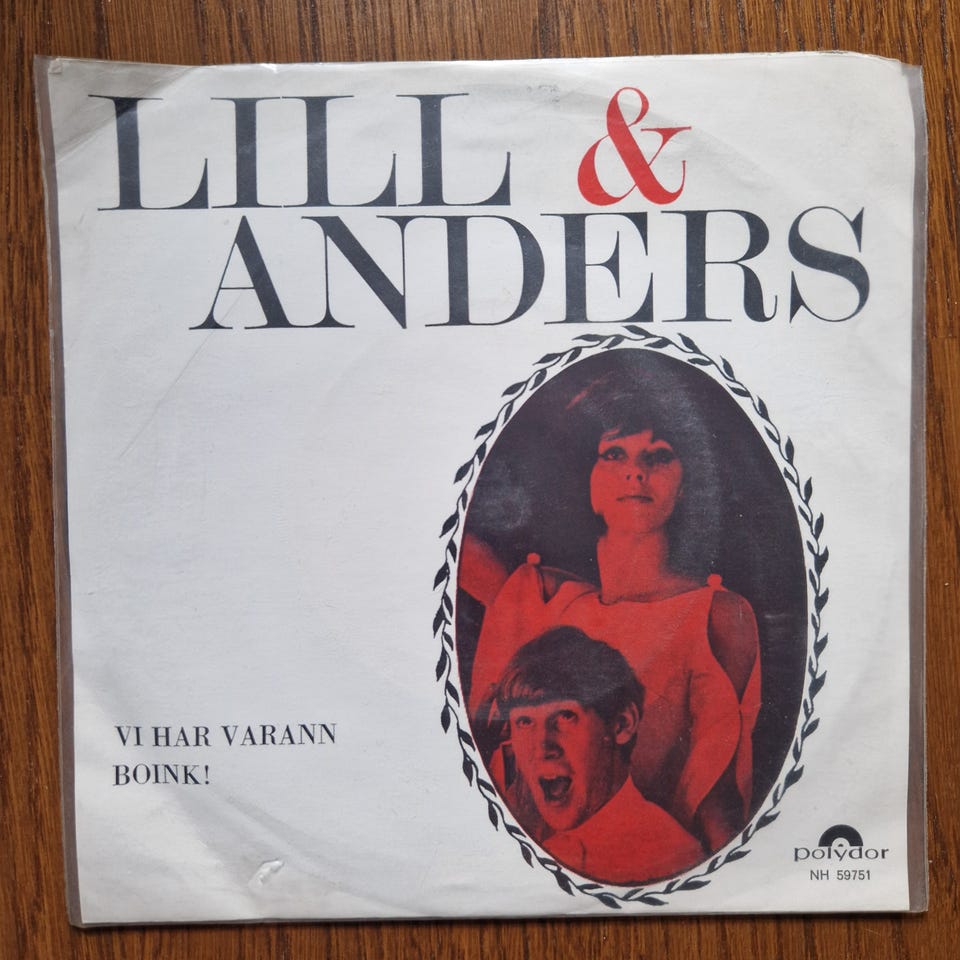 LILL &
ANDERS
VI HAR VARANN
BOINK!
polydor
NH 59751